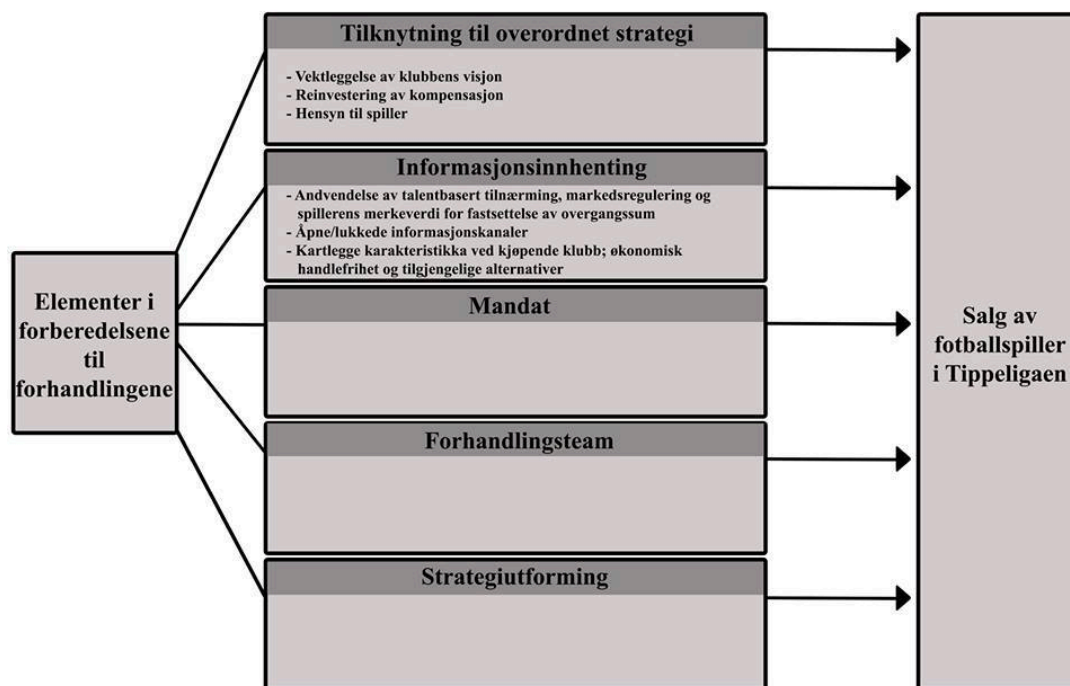 Elementer i
forberedelsene
til
forhandlingene
Tilknytning til overordnet strategi
- Vektleggelse av klubbens visjon
- Reinvestering av kompensasjon
- Hensyn til spiller
Informasjonsinnhenting
- Andvendelse av talentbasert tilnærming, markedsregulering og
spillerens merkeverdi for fastsettelse av overgangssum
- Åpne/lukkede informasjonskanaler
- Kartlegge karakteristikka ved kjøpende klubb; økonomisk
handlefrihet og tilgjengelige alternativer
Mandat
Forhandlingsteam
Strategiutforming
Salg av
fotballspiller
i Tippeligaen